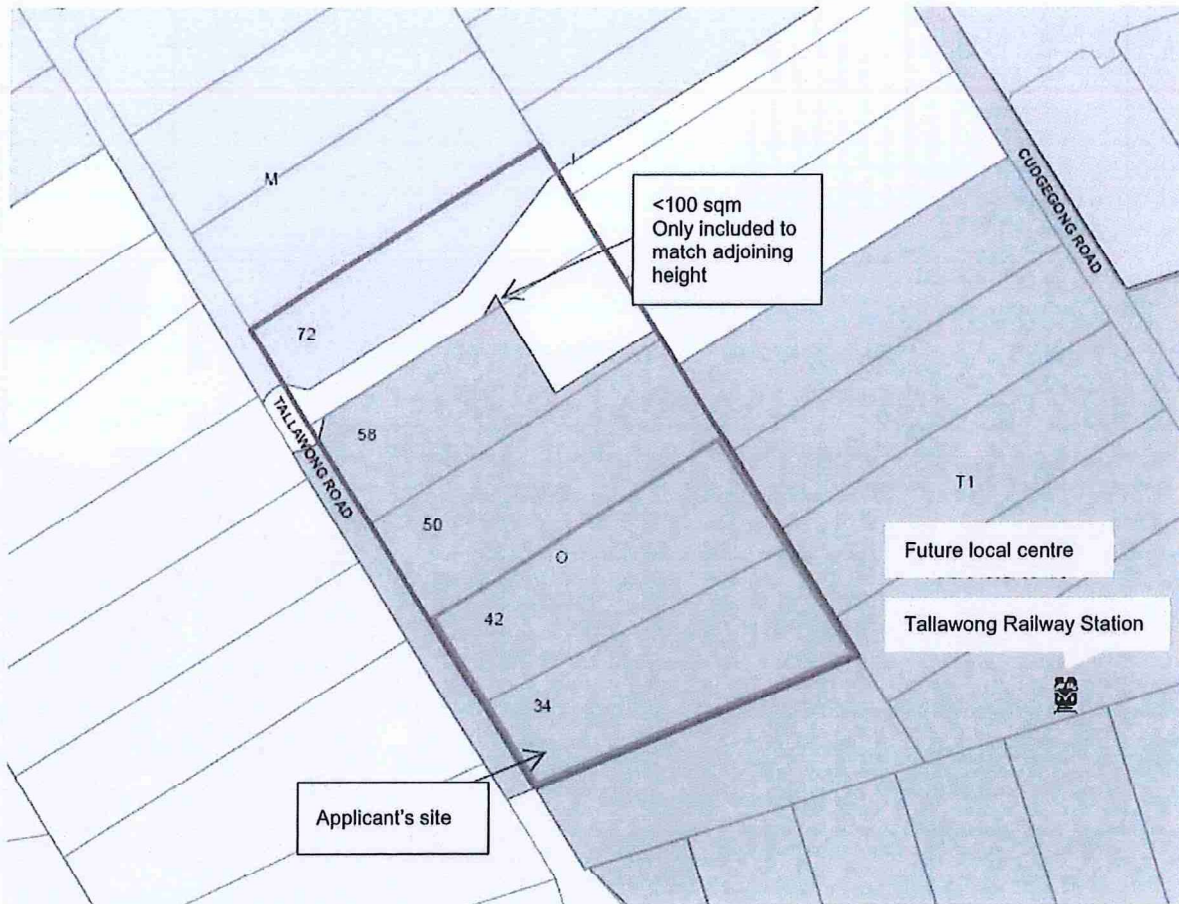 CUDGEGONG ROAD
M
<100 sqm
Only included to
match adjoining
height
72
TALLAWONG ROAD
58
50
T1
O
Future local centre
42
Tallawong Railway Station
34
Applicant's site